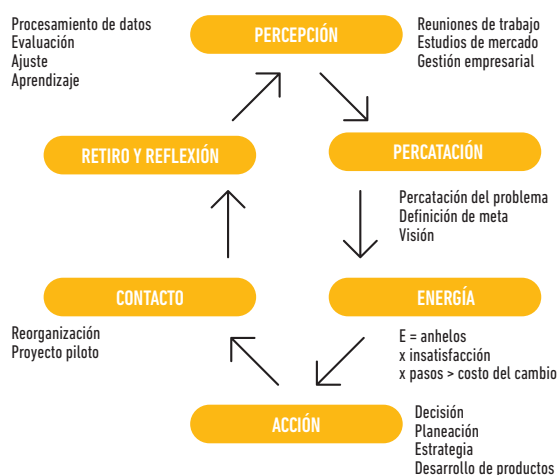 Procesamiento de datos
Evaluación
Ajuste
Aprendizaje
PERCEPCIÓN
Reuniones de trabajo
Estudios de mercado
Gestión empresarial
RETIRO Y REFLEXIÓN
PERCATACIÓN
Percatación del problema
Definición de meta
Visión
CONTACTO
ENERGÍA
Reorganización
Proyecto piloto
E = anhelos
x insatisfacción
x pasos > costo del cambio
ACCIÓN
Decisión
Planeación
Estrategia
Desarrollo de productos